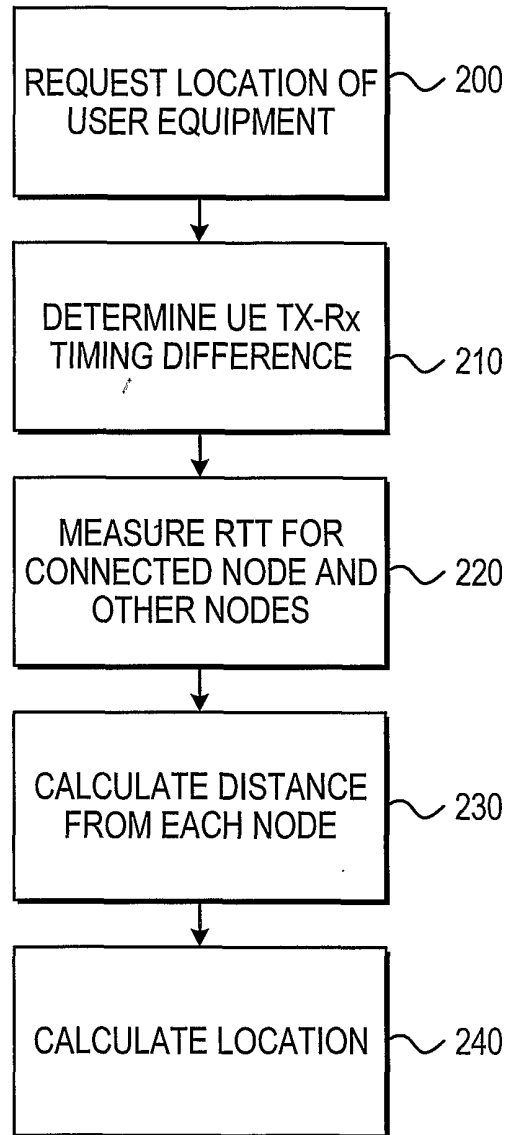 REQUEST LOCATION OF
USER EQUIPMENT
200
DETERMINE UE TX-Rx
TIMING DIFFERENCE
210
MEASURE RTT FOR
CONNECTED NODE AND
OTHER NODES
220
CALCULATE DISTANCE
FROM EACH NODE
230
CALCULATE LOCATION
240